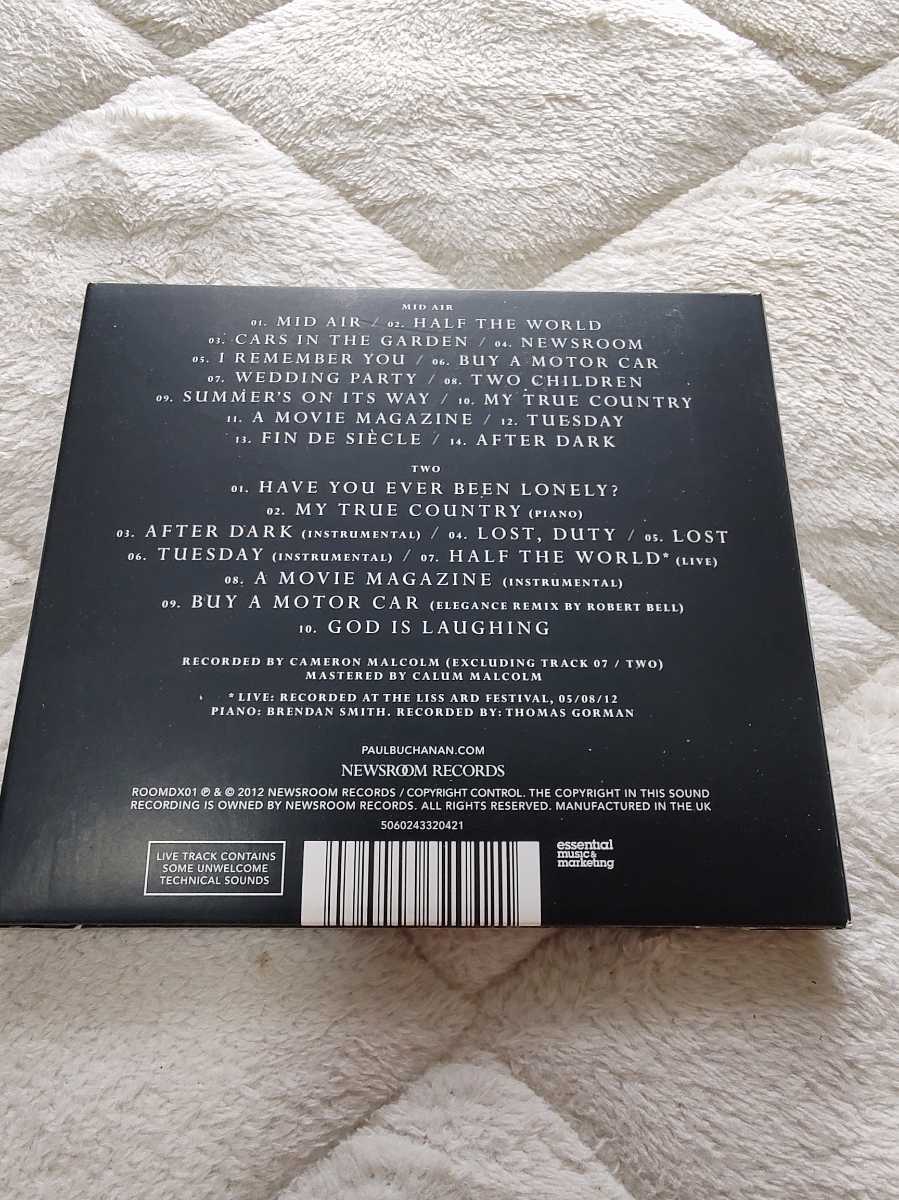 MID AIR
01. MID AIR / 02. HALF THE WORLD
03. CARS IN THE GARDEN / 04. NEWSROOM
05. I REMEMBER YOU / 06. BUY A MOTOR CAR
07. WEDDING PARTY / 08. TWO CHILDREN
09. SUMMER'S ON ITS WAY / 10. MY TRUE COUNTRY
11. A MOVIE MAGAZINE / 12. TUESDAY
13. FIN DE SIÈCLE / 14. AFTER DARK
TWO
01. HAVE YOU EVER BEEN LONELY?
02. MY TRUE COUNTRY (PIANO)
03. AFTER DARK (INSTRUMENTAL) / 04. LOST, DUTY / 05. LOST
06. TUESDAY (INSTRUMENTAL) / 07. HALF THE WORLD* (LIVE)
08. A MOVIE MAGAZINE (INSTRUMENTAL)
09. BUY A MOTOR CAR (ELEGANCE REMIX BY ROBERT BELL)
10. GOD IS LAUGHING
RECORDED BY CAMERON MALCOLM (EXCLUDING TRACK 07 / TWO)
MASTERED BY CALUM MALCOLM
* LIVE: RECORDED AT THE LISS ARD FESTIVAL, 05/08/12
PIANO: BRENDAN SMITH. RECORDED BY: THOMAS GORMAN
PAULBUCHANAN.COM
NEWSROOM RECORDS
ROOMDX01 ℗ & © 2012 NEWSROOM RECORDS / COPYRIGHT CONTROL. THE COPYRIGHT IN THIS SOUND
RECORDING IS OWNED BY NEWSROOM RECORDS. ALL RIGHTS RESERVED. MANUFACTURED IN THE UK
5060243320421
LIVE TRACK CONTAINS
SOME UNWELCOME
TECHNICAL SOUNDS
essential
music&
marketing